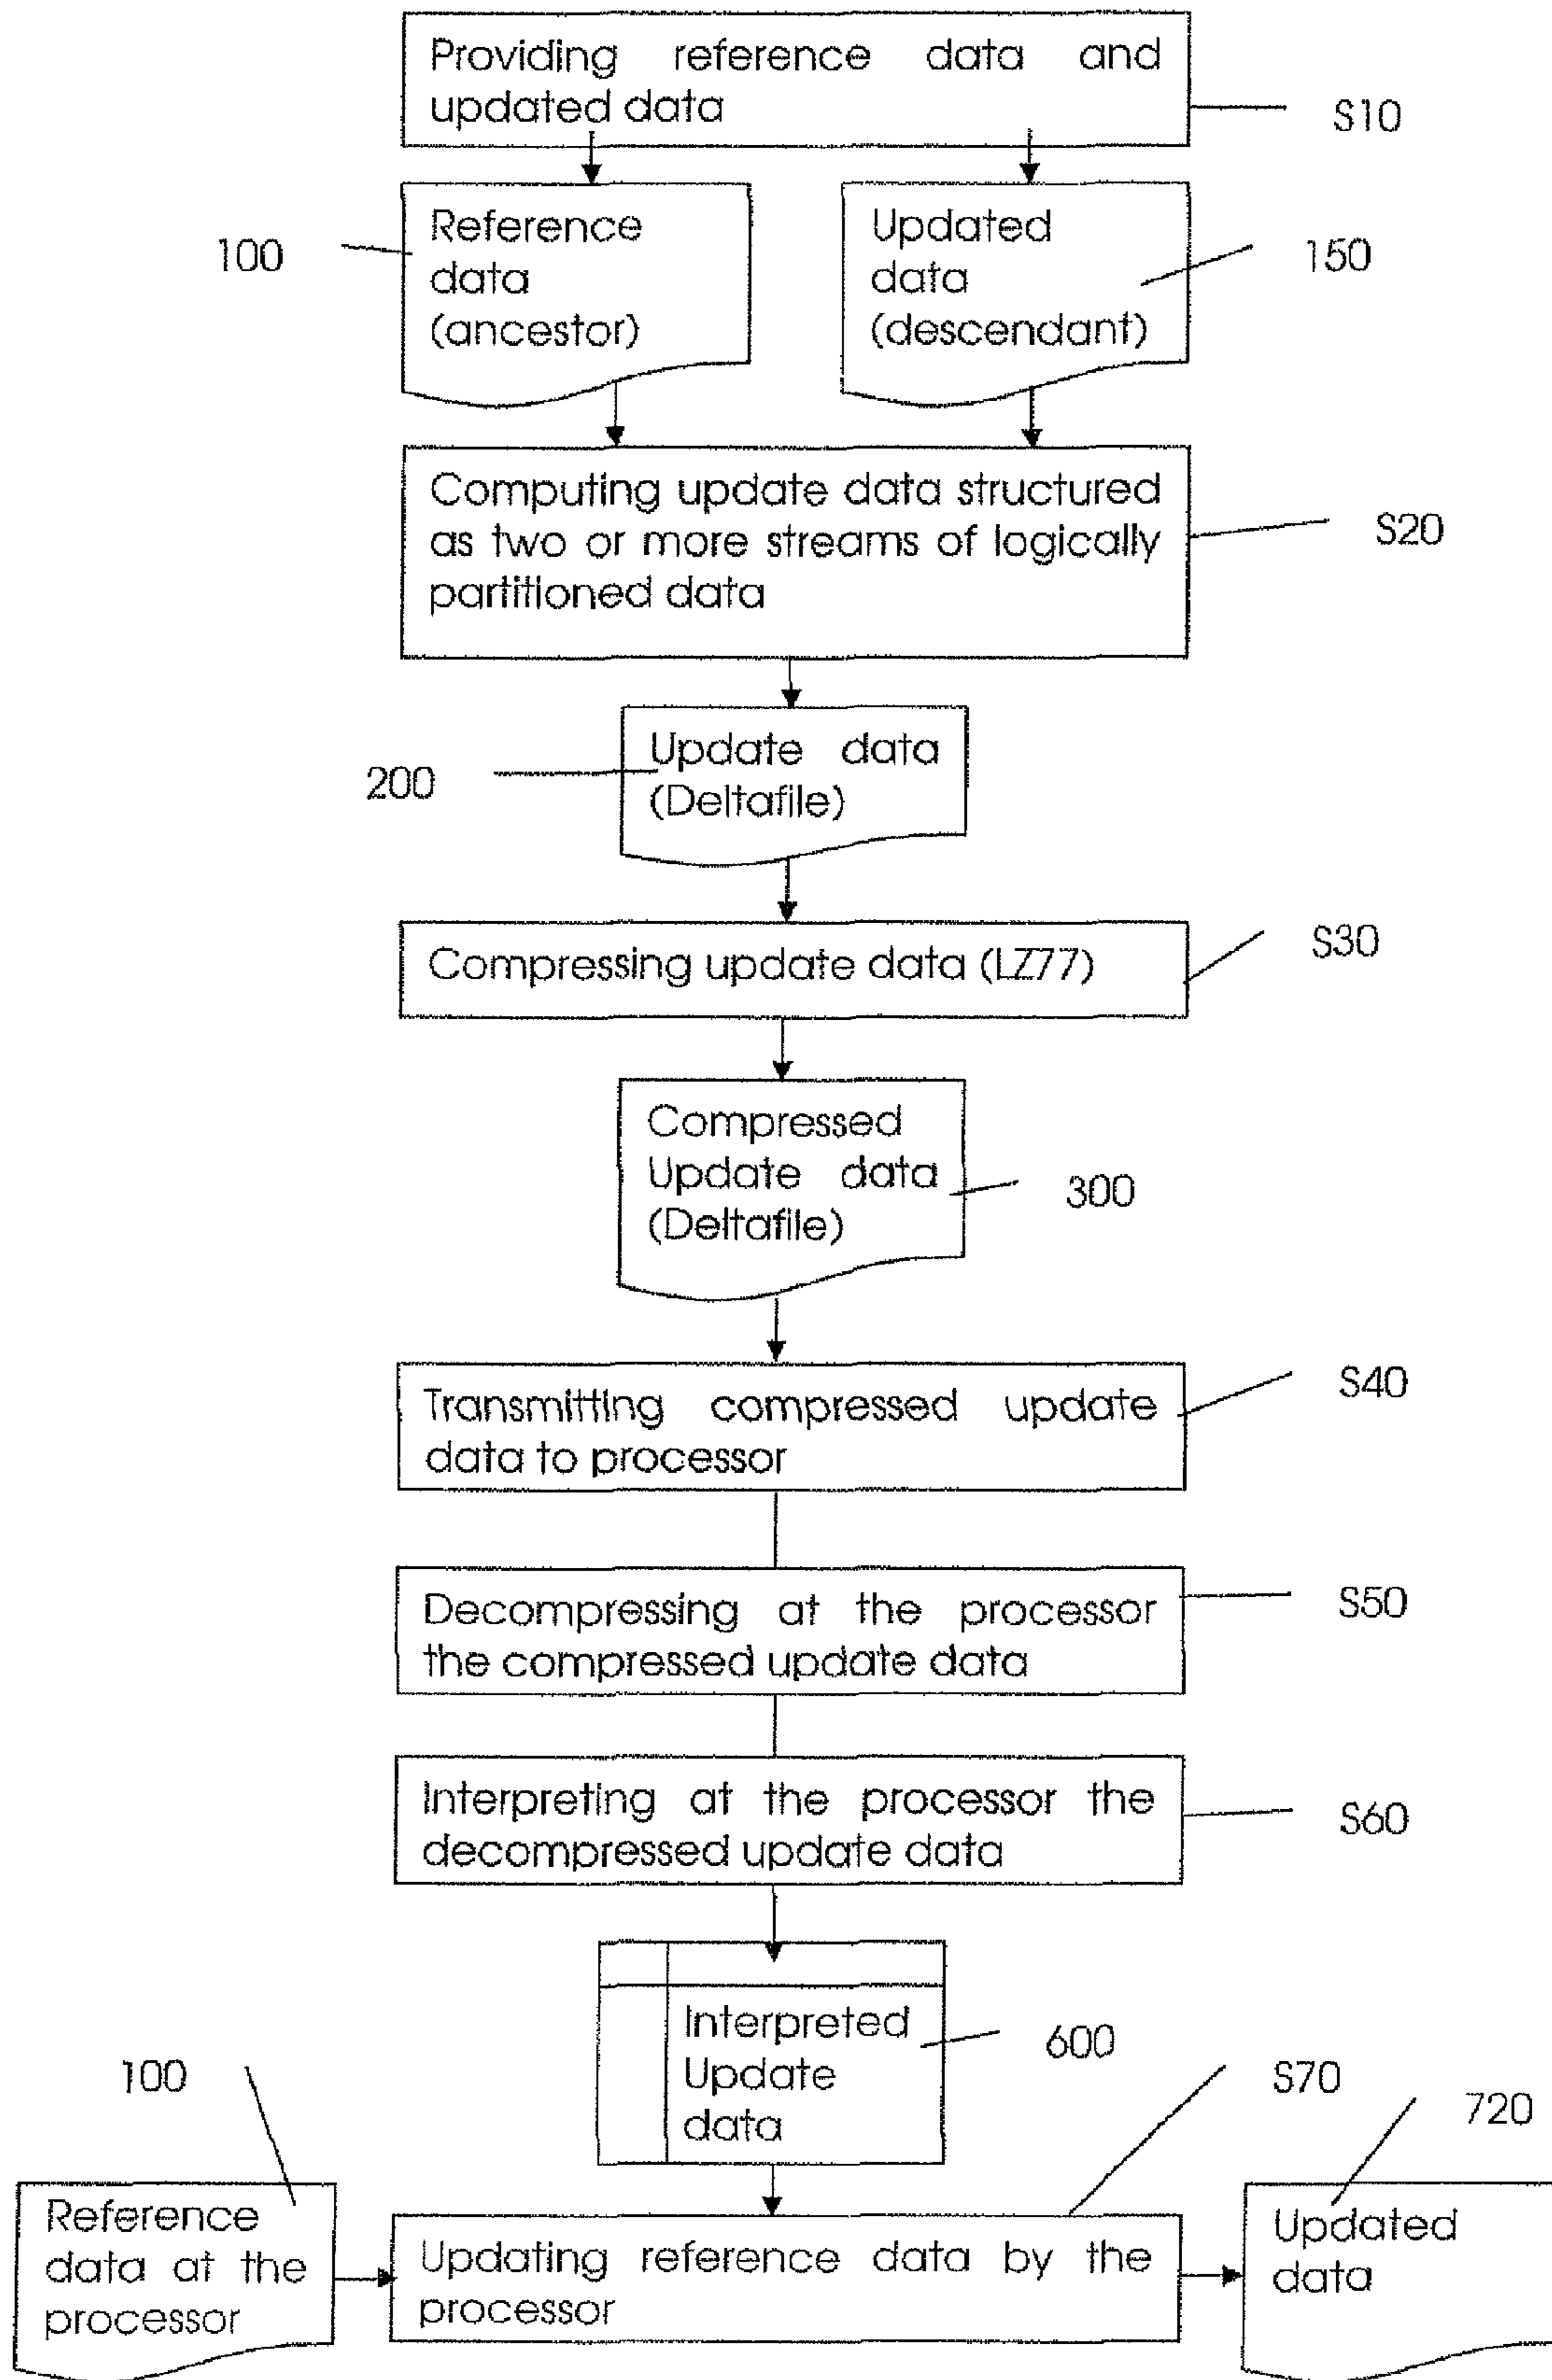 Providing reference data and
updated data
S10
Reference
data
(ancestor)
100
Updated
data
(descendant)
150
Computing update data structured
as two or more streams of logically
partitioned data
S20
Update data
(Deltafile)
200
Compressing update data (LZ77)
S30
Compressed
Update data
(Deltafile)
300
Transmitting compressed update
data to processor
S40
Decompressing at the processor
the compressed update data
S50
Interpreting at the processor the
decompressed update data
S60
Interpreted
Update
data
600
100
S70
720
Reference
data at the
processor
Updating reference data by the
processor
Updated
data